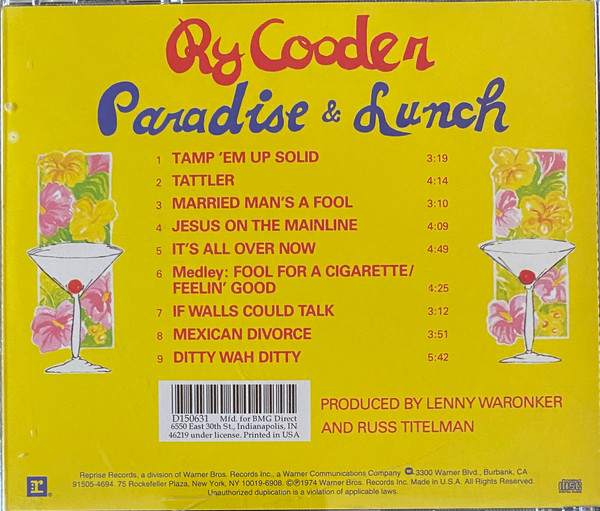 Ry Cooder
Paradise & Lunch
1 TAMP 'EM UP SOLID 3:19
2 TATTLER 4:14
3 MARRIED MAN'S A FOOL 3:10
4 JESUS ON THE MAINLINE 4:09
5 IT'S ALL OVER NOW 4:49
6 Medley: FOOL FOR A CIGARETTE/
FEELIN' GOOD 4:25
7 IF WALLS COULD TALK 3:12
8 MEXICAN DIVORCE 3:51
9 DITTY WAH DITTY 5:42
D150631 Mfd. for BMG Direct
6550 East 30th St., Indianapolis, IN
46219 under license. Printed in USA
PRODUCED BY LENNY WARONKER
AND RUSS TITELMAN
r
Reprise Records, a division of Warner Bros. Records Inc., a Warner Communications Company 3300 Warner Blvd., Burbank, CA
91505-4694. 75 Rockefeller Plaza, New York, NY 10019-6908. ©℗1974 Warner Bros. Records Inc. Made in U.S.A. All Rights Reserved.
Unauthorized duplication is a violation of applicable laws.